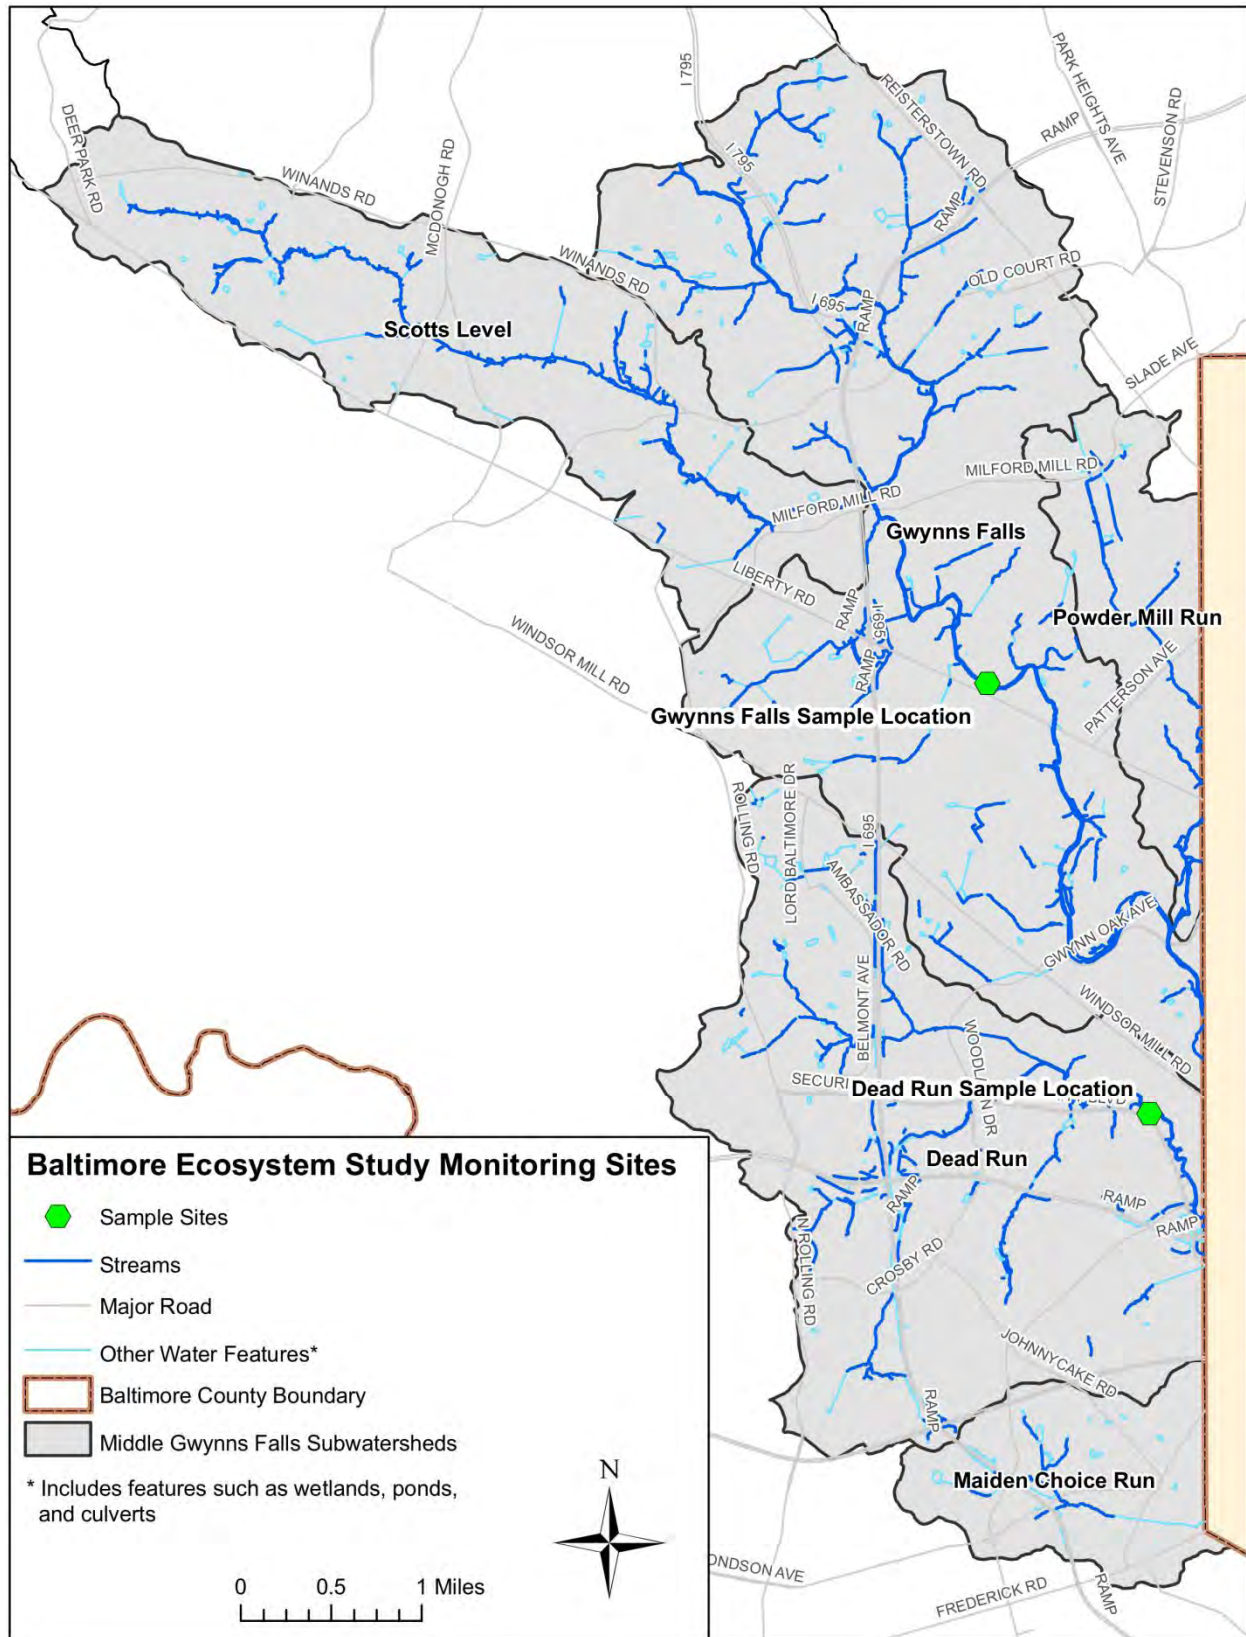 I 795
PARK HEIGHTS AVE
REISTERSTOWN RD
RAMP
STEVENSON RD
DEER PARK RD
WINANDS RD
MCDONOGH RD
I 795
RAMP
WINANDS RD
OLD COURT RD
I 695
RAMP
Scotts Level
SLADE AVE
MILFORD MILL RD
MILFORD MILL RD
Gwynns Falls
LIBERTY RD
RAMP
I-695
Powder Mill Run
WINDSOR MILL RD
RAMP
PATTERSON AVE
Gwynns Falls Sample Location
ROLLING RD
LORD BALTIMORE DR
I 695
AMBASSADOR RD
GWYNN OAK AVE
BELMONT AVE
WINDSOR MILL RD
WOODLAWN DR
SECURI
BLVD
Dead Run Sample Location
Dead Run
RAMP
RAMP
RAMP
N ROLLING RD
CROSBY RD
JOHNNYCAKE RD
RAMP
Maiden Choice Run
ONDSON AVE
FREDERICK RD
RAMP
Baltimore Ecosystem Study Monitoring Sites
Sample Sites
Streams
Major Road
Other Water Features*
Baltimore County Boundary
Middle Gwynns Falls Subwatersheds
* Includes features such as wetlands, ponds,
and culverts
N
0 0.5 1 Miles